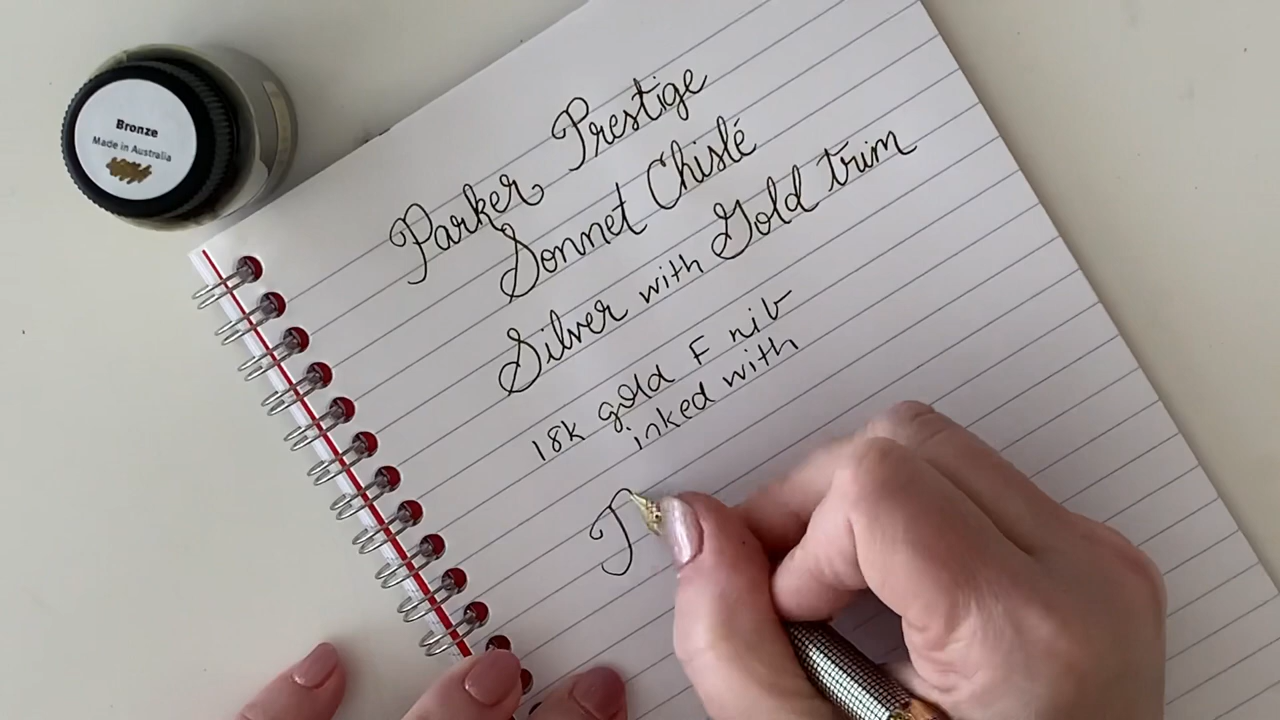 Bronze
Made in Australia
Parker Prestige
Sonnet Chislé
Silver with Gold trim
18k gold F nib
inked with